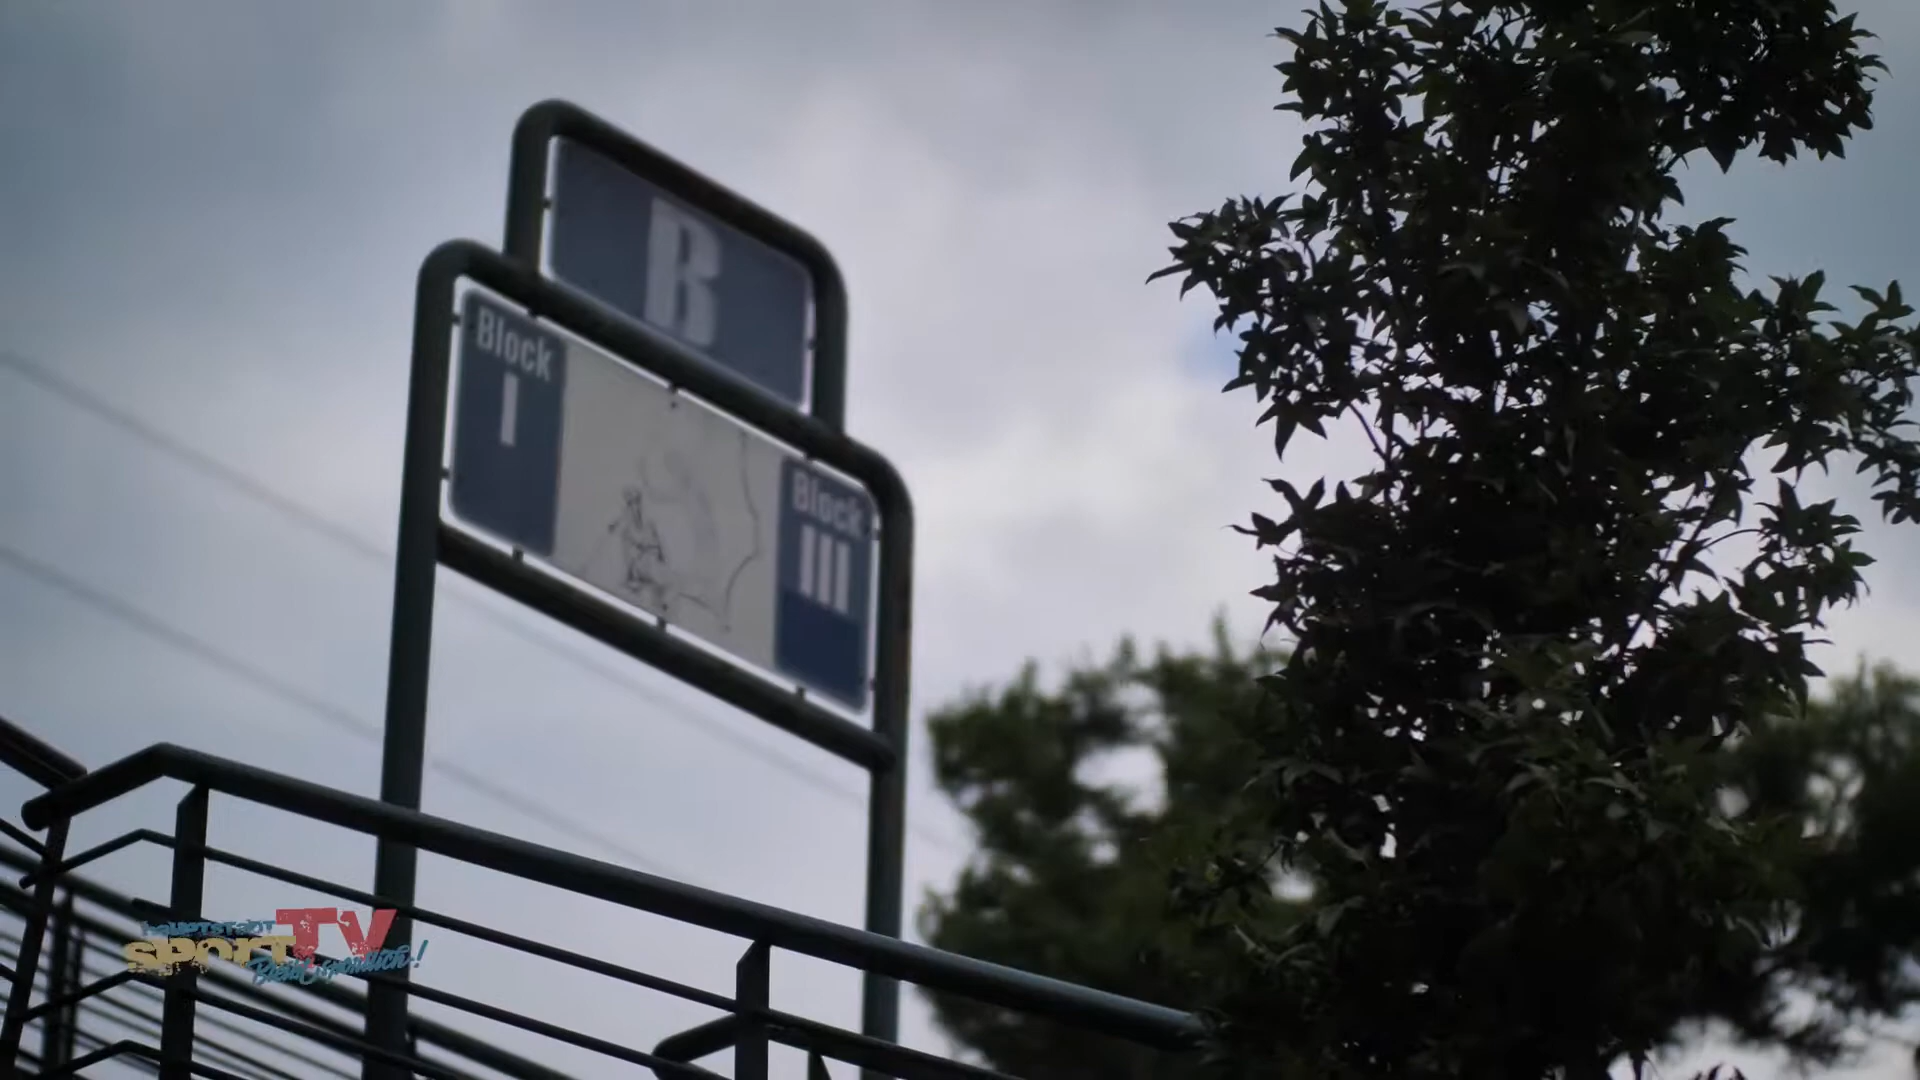 B
Block
I
Block
III
HAUPTSTADT
SPORT TV